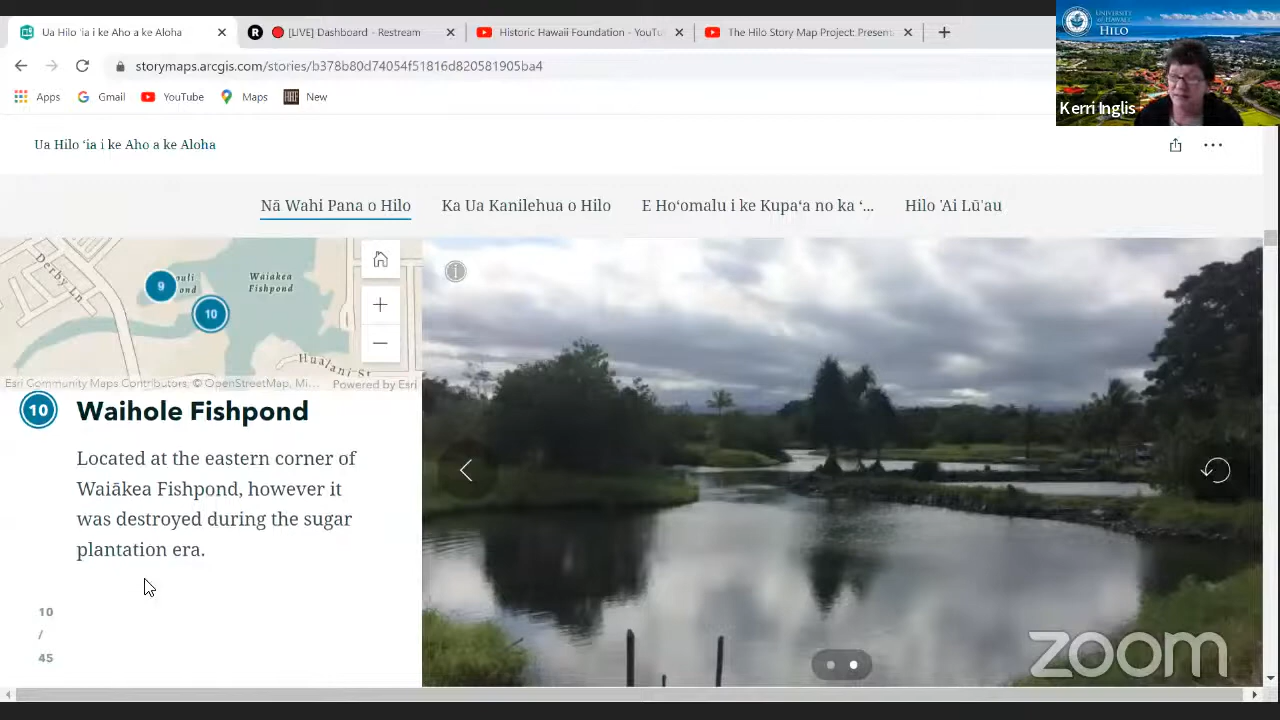 Ua Hilo ʻia i ke Aho a ke Aloha
[LIVE] Dashboard - Restream
Historic Hawaii Foundation - YouTu
The Hilo Story Map Project: Present
UNIVERSITY
OF HAWAIʻI
HILO
Kerri Inglis
storymaps.arcgis.com/stories/b378b80d74054f51816d820581905ba4
Apps
Gmail
YouTube
Maps
New
Ua Hilo ʻia i ke Aho a ke Aloha
Nā Wahi Pana o Hilo
Ka Ua Kanilehua o Hilo
E Hoʻomalu i ke Kupaʻa no ka ʻ...
Hilo 'Ai Lū'au
Derby Ln
9
10
Waiakea
Fishpond
Hualani St
Esri Community Maps Contributors, © OpenStreetMap, Mi...
Powered by Esri
10
Waihole Fishpond
Located at the eastern corner of
Waiākea Fishpond, however it
was destroyed during the sugar
plantation era.
10
/
45
zoom